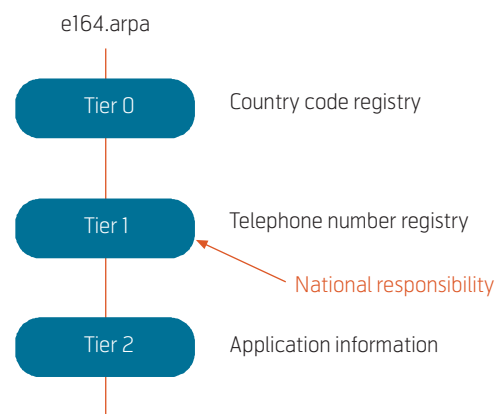 e164.arpa
Tier 0
Country code registry
Tier 1
Telephone number registry
National responsibility
Tier 2
Application information